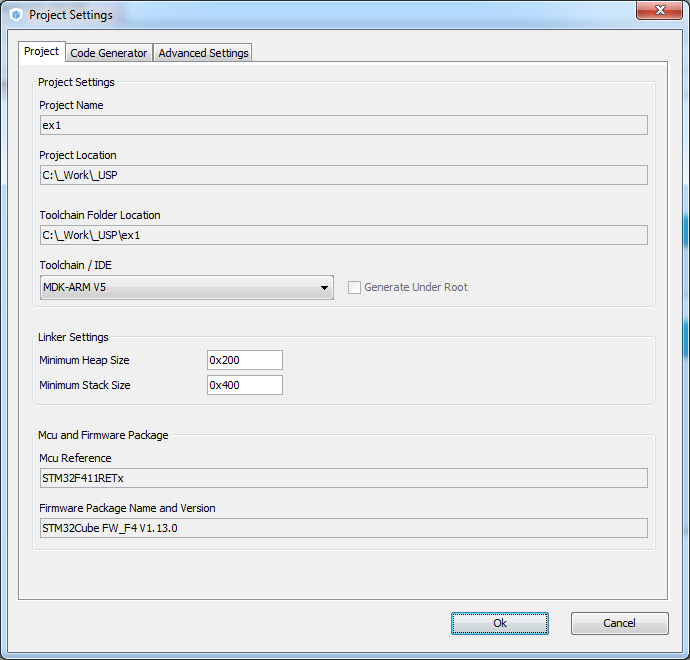 Project Settings
Project Code Generator Advanced Settings
Project Settings
Project Name
ex1
Project Location
C:\_Work\_USP
Toolchain Folder Location
C:\_Work\_USP\ex1
Toolchain / IDE
MDK-ARM V5 Generate Under Root
Linker Settings
Minimum Heap Size 0x200
Minimum Stack Size 0x400
Mcu and Firmware Package
Mcu Reference
STM32F411RETx
Firmware Package Name and Version
STM32Cube FW_F4 V1.13.0
Ok Cancel